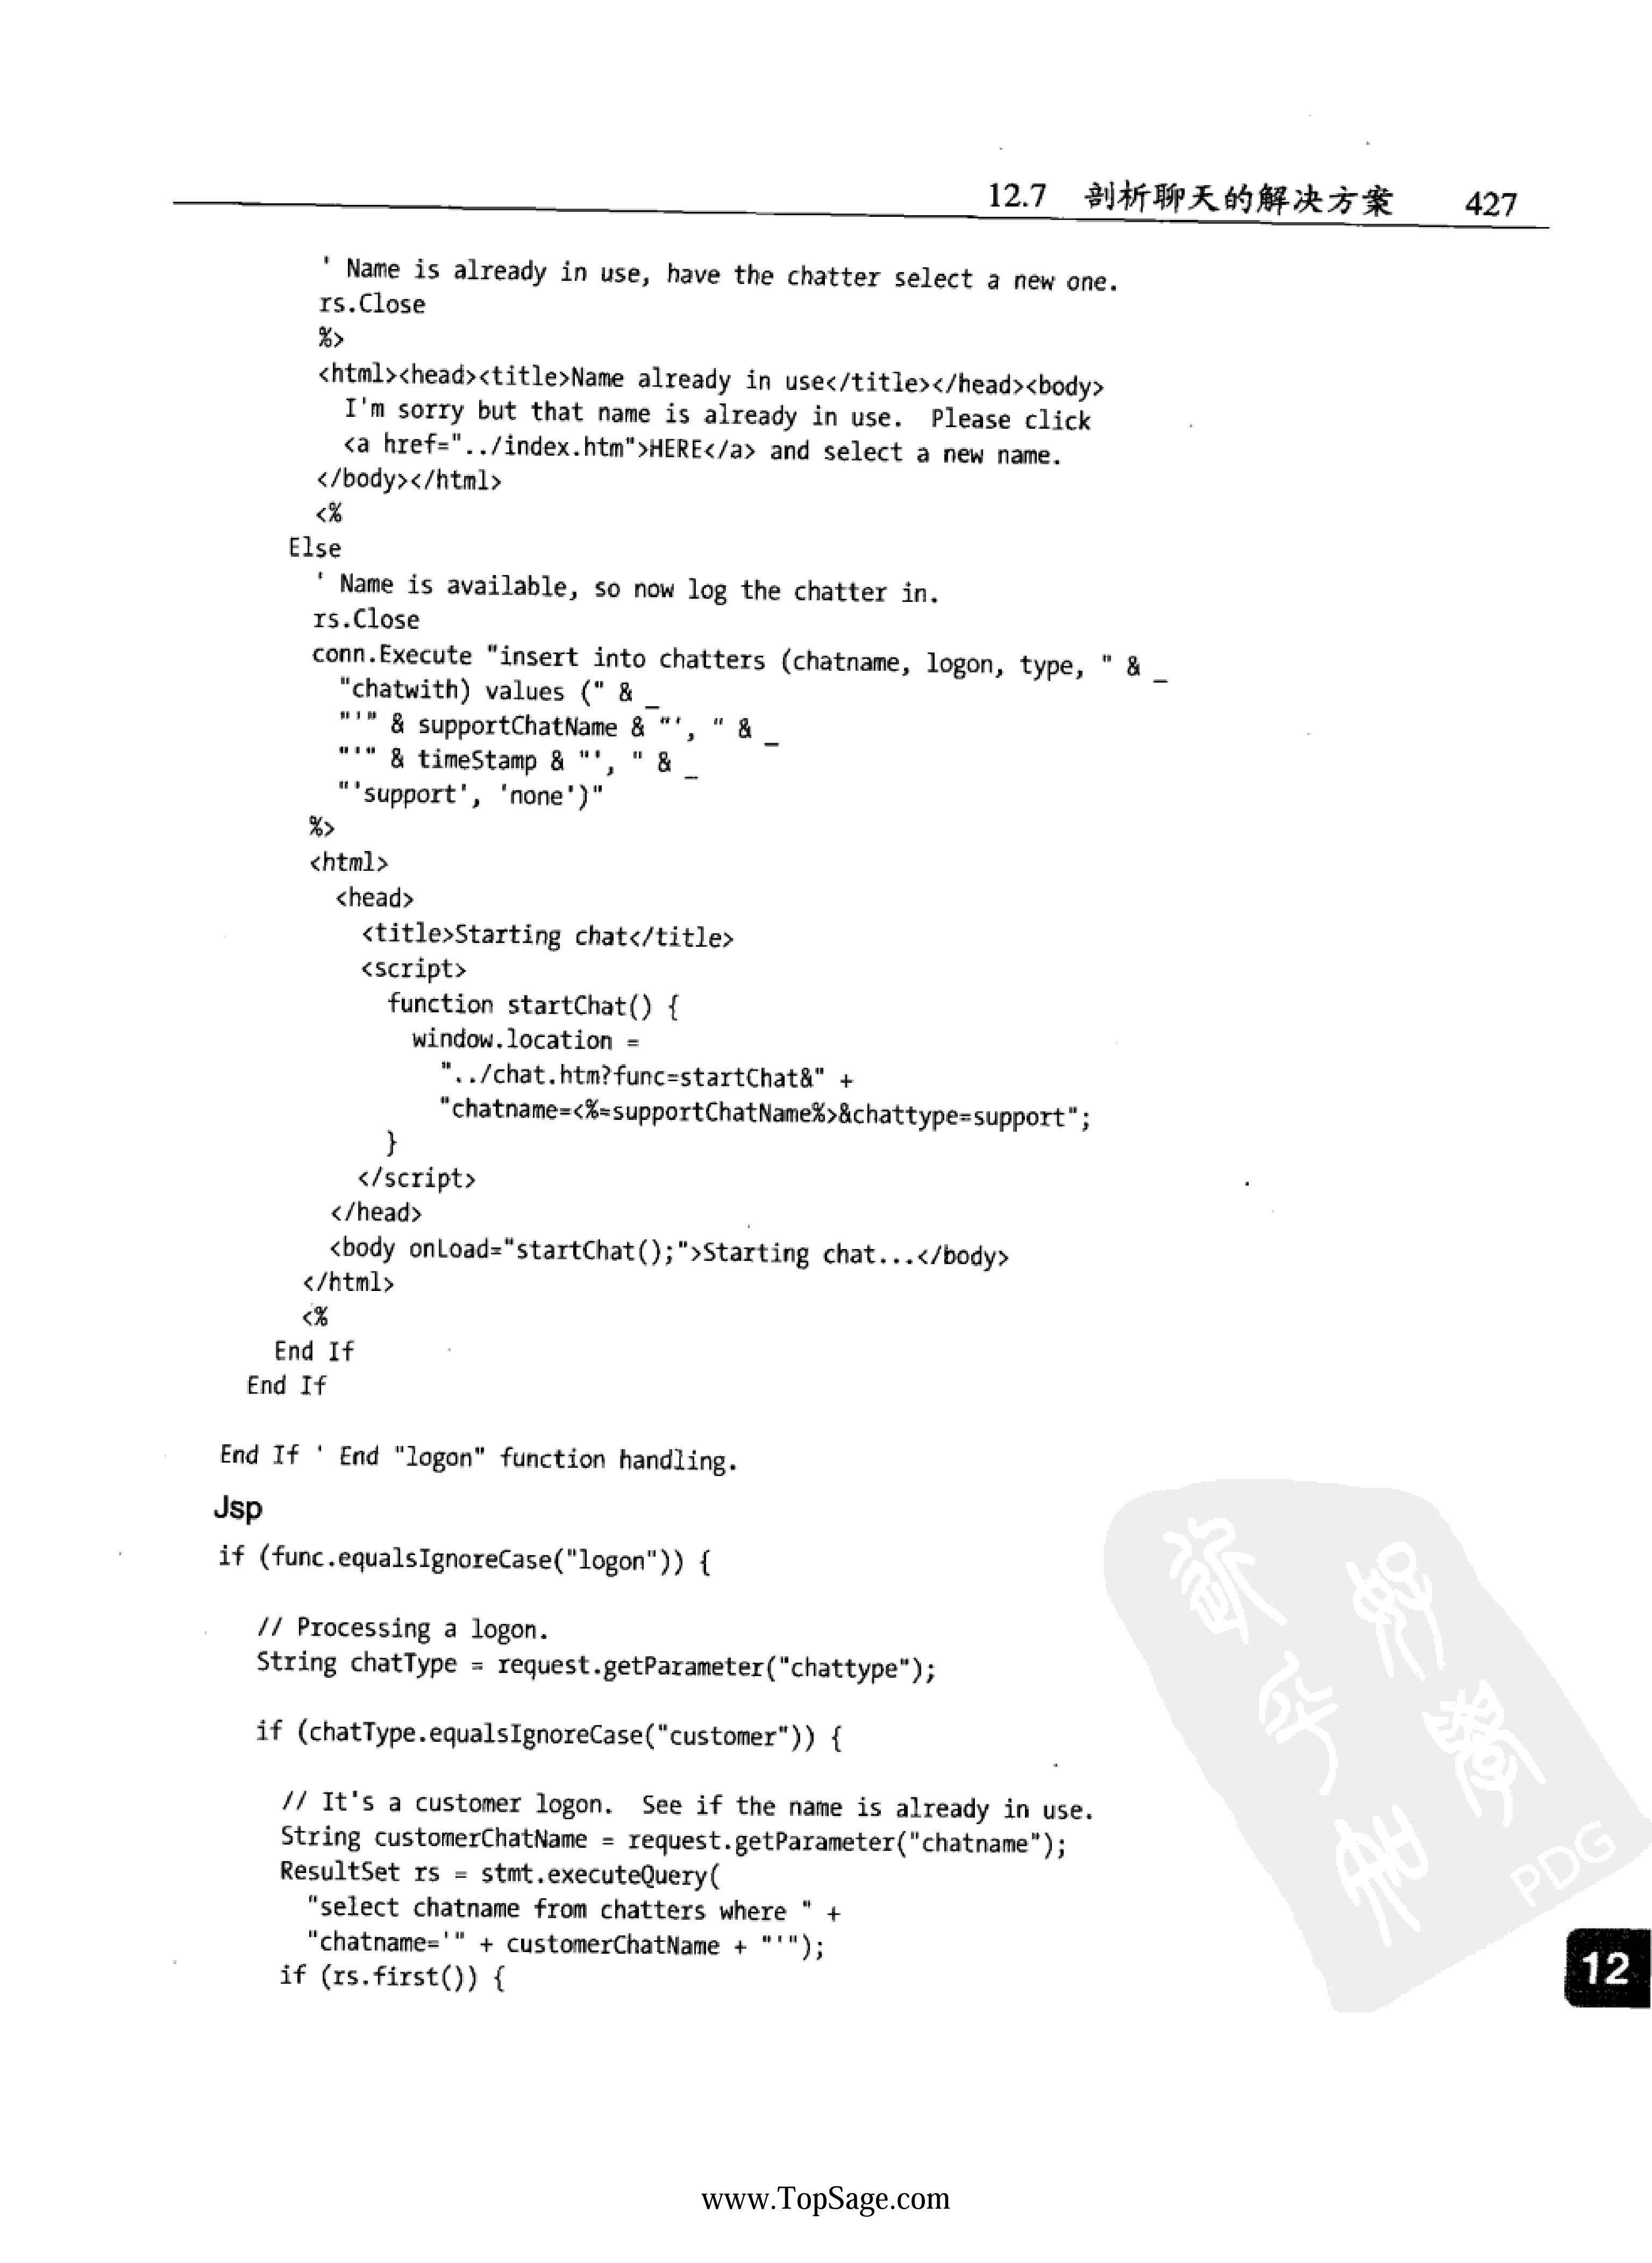 12.7 剖析聊天的解决方案 427
' Name is already in use, have the chatter select a new one.
rs.Close
%>
<html><head><title>Name already in use</title></head><body>
I'm sorry but that name is already in use.  Please click
<a href="../index.htm">HERE</a> and select a new name.
</body></html>
<%
Else
' Name is available, so now log the chatter in.
rs.Close
conn.Execute "insert into chatters (chatname, logon, type, " & _
"chatwith) values (" & _
"'" & supportChatName & "', " & _
"'" & timeStamp & "', " & _
"'support', 'none')"
%>
<html>
<head>
<title>Starting chat</title>
<script>
function startChat() {
window.location =
"../chat.htm?func=startChat&" +
"chatname=<%=supportChatName%>&chattype=support";
}
</script>
</head>
<body onLoad="startChat();">Starting chat...</body>
</html>
<%
End If
End If
End If ' End "logon" function handling.
Jsp
if (func.equalsIgnoreCase("logon")) {
// Processing a logon.
String chatType = request.getParameter("chattype");
if (chatType.equalsIgnoreCase("customer")) {
// It's a customer logon.  See if the name is already in use.
String customerChatName = request.getParameter("chatname");
ResultSet rs = stmt.executeQuery(
"select chatname from chatters where " +
"chatname='" + customerChatName + "'");
if (rs.first()) {
PDG
12
www.TopSage.com